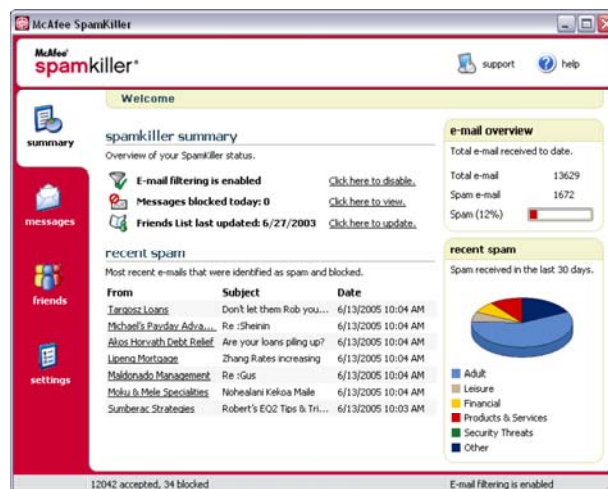 McAfee SpamKiller
McAfee
spamkiller®
support
help
summary
messages
friends
settings
Welcome
spamkiller summary
Overview of your SpamKiller status.
E-mail filtering is enabled Click here to disable.
Messages blocked today: 0 Click here to view.
Friends List last updated: 6/27/2003 Click here to update.
recent spam
Most recent e-mails that were identified as spam and blocked.
From Subject Date
Targosz Loans Don't let them Rob you... 6/13/2005 10:04 AM
Michael's Payday Adva... Re :Sheinin 6/13/2005 10:04 AM
Akos Horvath Debt Relief Are your loans piling up? 6/13/2005 10:04 AM
Lipeng Mortgage Zhang Rates increasing 6/13/2005 10:04 AM
Maldonado Management Re :Gus 6/13/2005 10:04 AM
Moku & Mele Specialities Nohealani Kekoa Maile 6/13/2005 10:04 AM
Sumberac Strategies Robert's EQ2 Tips & Tri... 6/13/2005 10:03 AM
e-mail overview
Total e-mail received to date.
Total e-mail 13629
Spam e-mail 1672
Spam (12%)
recent spam
Spam received in the last 30 days.
Adult
Leisure
Financial
Products & Services
Security Threats
Other
12042 accepted, 34 blocked
E-mail filtering is enabled